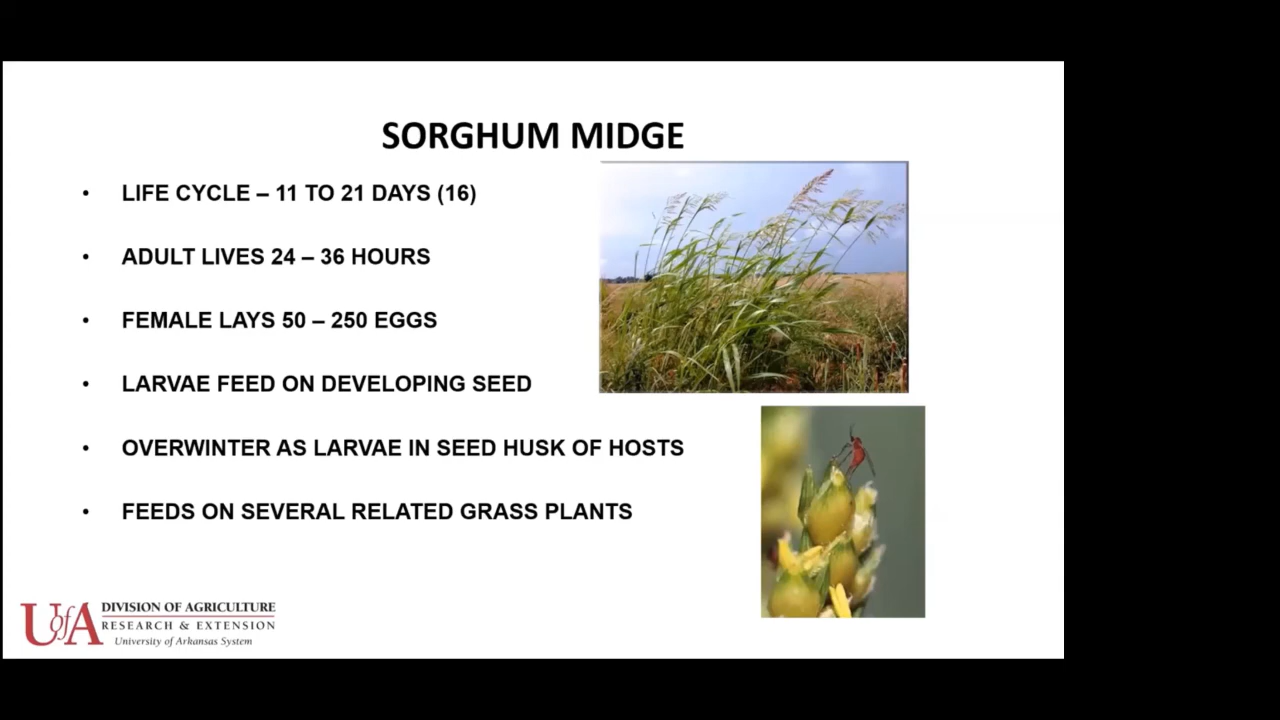 SORGHUM MIDGE
• LIFE CYCLE – 11 TO 21 DAYS (16)
• ADULT LIVES 24 – 36 HOURS
• FEMALE LAYS 50 – 250 EGGS
• LARVAE FEED ON DEVELOPING SEED
• OVERWINTER AS LARVAE IN SEED HUSK OF HOSTS
• FEEDS ON SEVERAL RELATED GRASS PLANTS
UofA
DIVISION OF AGRICULTURE
RESEARCH & EXTENSION
University of Arkansas System